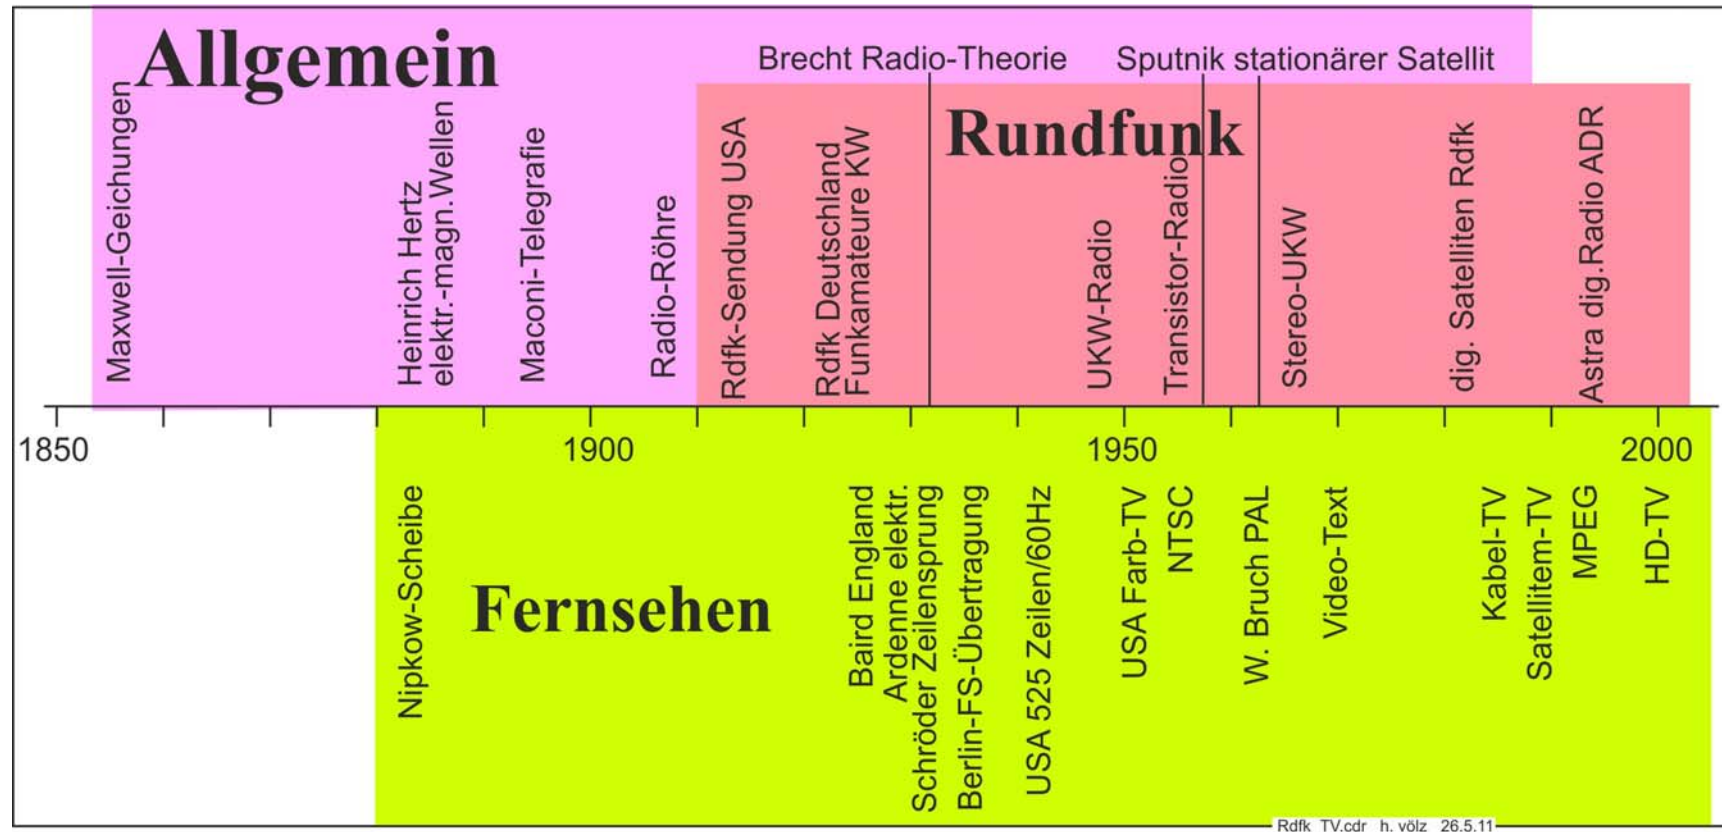 Allgemein
Brecht Radio-Theorie
Sputnik stationärer Satellit
Rundfunk
Maxwell-Geichungen
Heinrich Hertz
elektr.-magn.Wellen
Maconi-Telegrafie
Radio-Röhre
Rdfk-Sendung USA
Rdfk Deutschland
Funkamateure KW
UKW-Radio
Transistor-Radio
Stereo-UKW
dig. Satelliten Rdfk
Astra dig.Radio ADR
1850
1900
1950
2000
Fernsehen
Nipkow-Scheibe
Baird England
Ardenne elektr.
Schröder Zeilensprung
Berlin-FS-Übertragung
USA 525 Zeilen/60Hz
USA Farb-TV
NTSC
W. Bruch PAL
Video-Text
Kabel-TV
Satellitem-TV
MPEG
HD-TV
Rdfk_TV.cdr h. völz 26.5.11